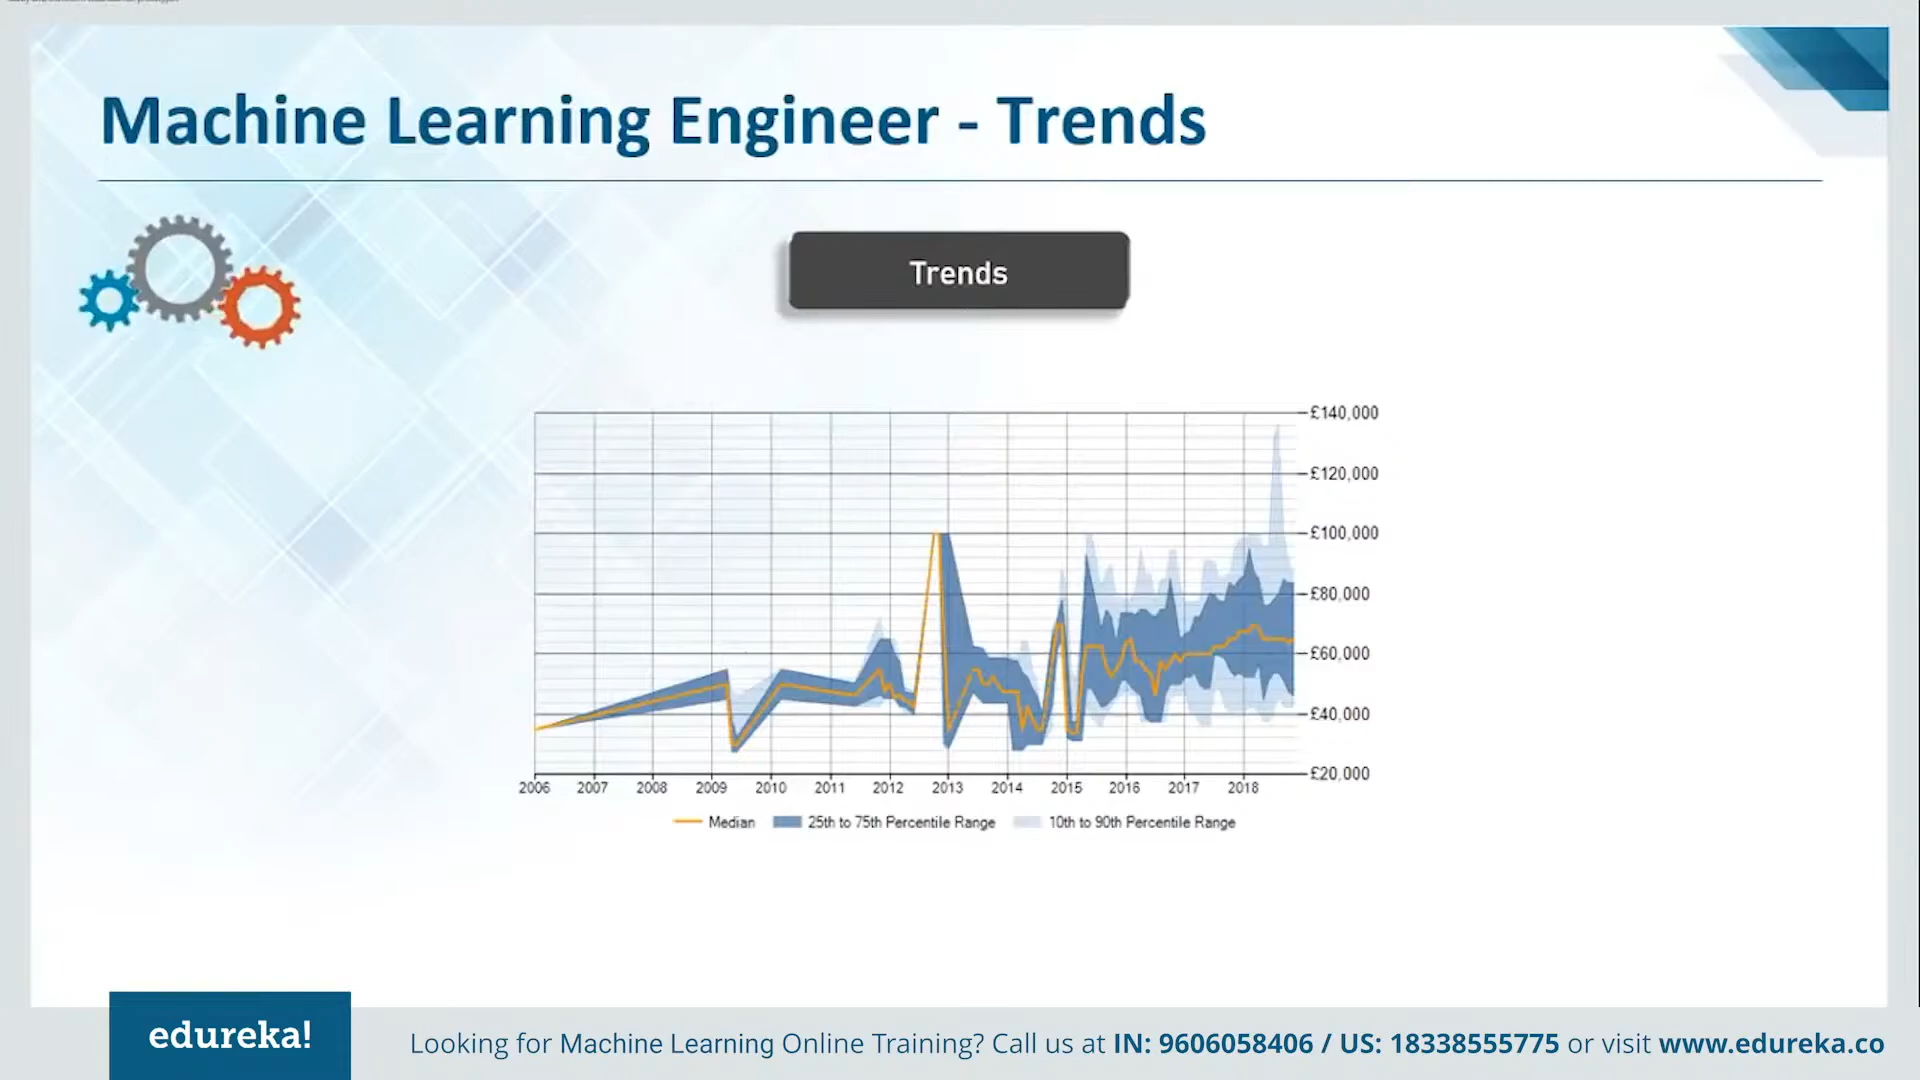 Machine Learning Engineer - Trends
Trends
£140,000
£120,000
£100,000
£80,000
£60,000
£40,000
£20,000
2006 2007 2008 2009 2010 2011 2012 2013 2014 2015 2016 2017 2018
Median 25th to 75th Percentile Range 10th to 90th Percentile Range
edureka!
Looking for Machine Learning Online Training? Call us at IN: 9606058406 / US: 18338555775 or visit www.edureka.co